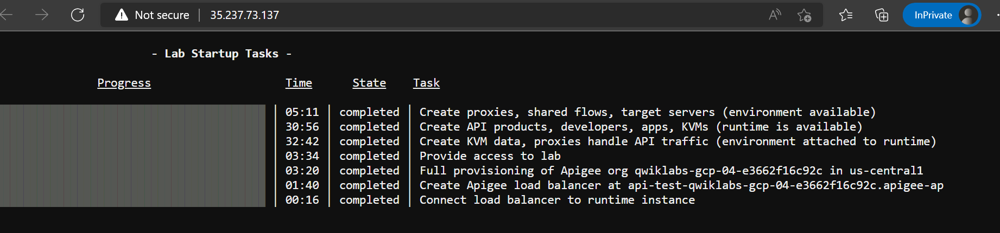 Not secure | 35.237.73.137 InPrivate
- Lab Startup Tasks -
Progress Time State Task
| 05:11 | completed | Create proxies, shared flows, target servers (environment available)
| 30:56 | completed | Create API products, developers, apps, KVMs (runtime is available)
| 32:42 | completed | Create KVM data, proxies handle API traffic (environment attached to runtime)
| 03:34 | completed | Provide access to lab
| 03:20 | completed | Full provisioning of Apigee org qwiklabs-gcp-04-e3662f16c92c in us-central1
| 01:40 | completed | Create Apigee load balancer at api-test-qwiklabs-gcp-04-e3662f16c92c.apigee-ap
| 00:16 | completed | Connect load balancer to runtime instance